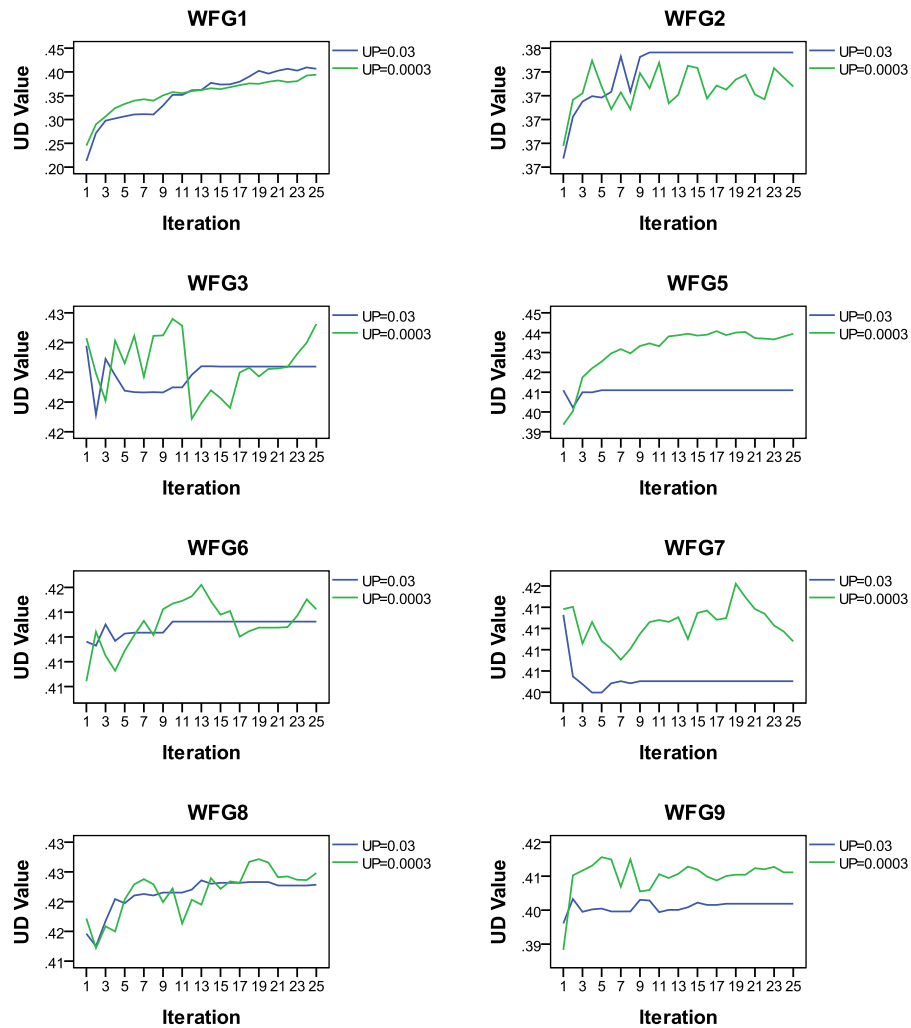 WFG1
UD Value
.45
.40
.35
.30
.25
.20
1 3 5 7 9 11 13 15 17 19 21 23 25
Iteration
UP=0.03
UP=0.0003
WFG2
UD Value
.38
.37
.37
.37
.37
1 3 5 7 9 11 13 15 17 19 21 23 25
Iteration
UP=0.03
UP=0.0003
WFG3
UD Value
.43
.42
.42
.42
.42
1 3 5 7 9 11 13 15 17 19 21 23 25
Iteration
UP=0.03
UP=0.0003
WFG5
UD Value
.45
.44
.43
.42
.41
.40
.39
1 3 5 7 9 11 13 15 17 19 21 23 25
Iteration
UP=0.03
UP=0.0003
WFG6
UD Value
.42
.41
.41
.41
.41
1 3 5 7 9 11 13 15 17 19 21 23 25
Iteration
UP=0.03
UP=0.0003
WFG7
UD Value
.42
.41
.41
.41
.41
.40
1 3 5 7 9 11 13 15 17 19 21 23 25
Iteration
UP=0.03
UP=0.0003
WFG8
UD Value
.43
.43
.42
.42
.41
1 3 5 7 9 11 13 15 17 19 21 23 25
Iteration
UP=0.03
UP=0.0003
WFG9
UD Value
.42
.41
.40
.39
1 3 5 7 9 11 13 15 17 19 21 23 25
Iteration
UP=0.03
UP=0.0003